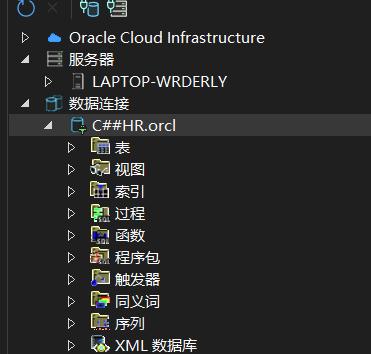 Oracle Cloud Infrastructure
服务器
LAPTOP-WRDERLY
数据连接
C##HR.orcl
表
视图
索引
过程
函数
程序包
触发器
同义词
序列
XML 数据库